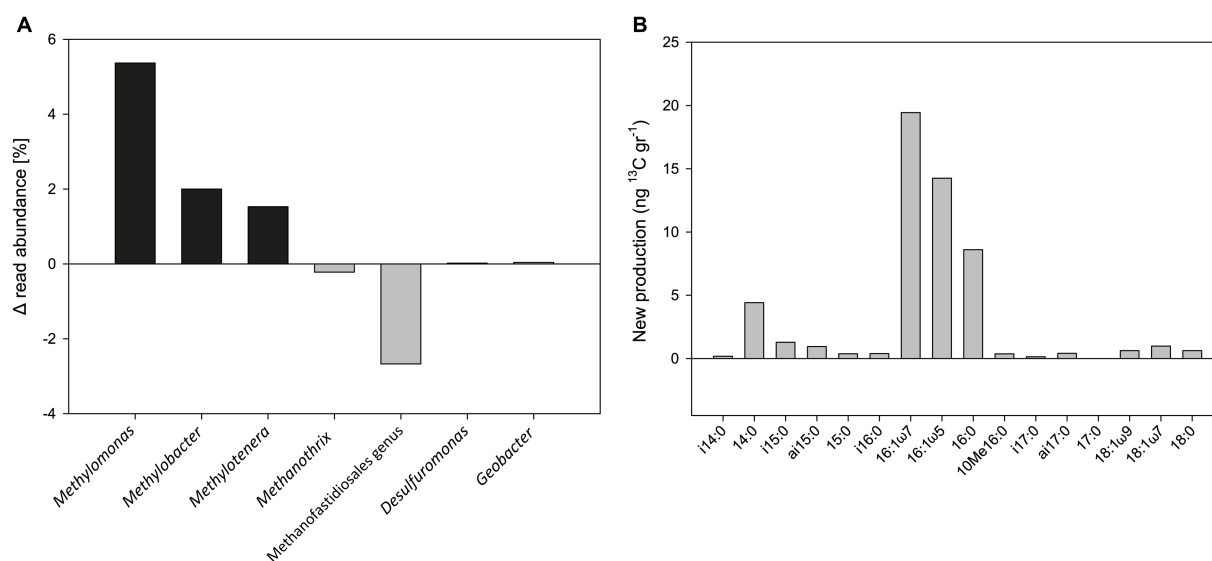 A
Δ read abundance [%]
6
4
2
0
-2
-4
Methylomonas
Methylobacter
Methylotenera
Methanothrix
Methanofastidiosales genus
Desulfuromonas
Geobacter
B
New production (ng ¹³C gr⁻¹)
25
20
15
10
5
0
i14:0
14:0
i15:0
ai15:0
15:0
i16:0
16:1ω7
16:1ω5
16:0
10Me16:0
i17:0
ai17:0
17:0
18:1ω9
18:1ω7
18:0